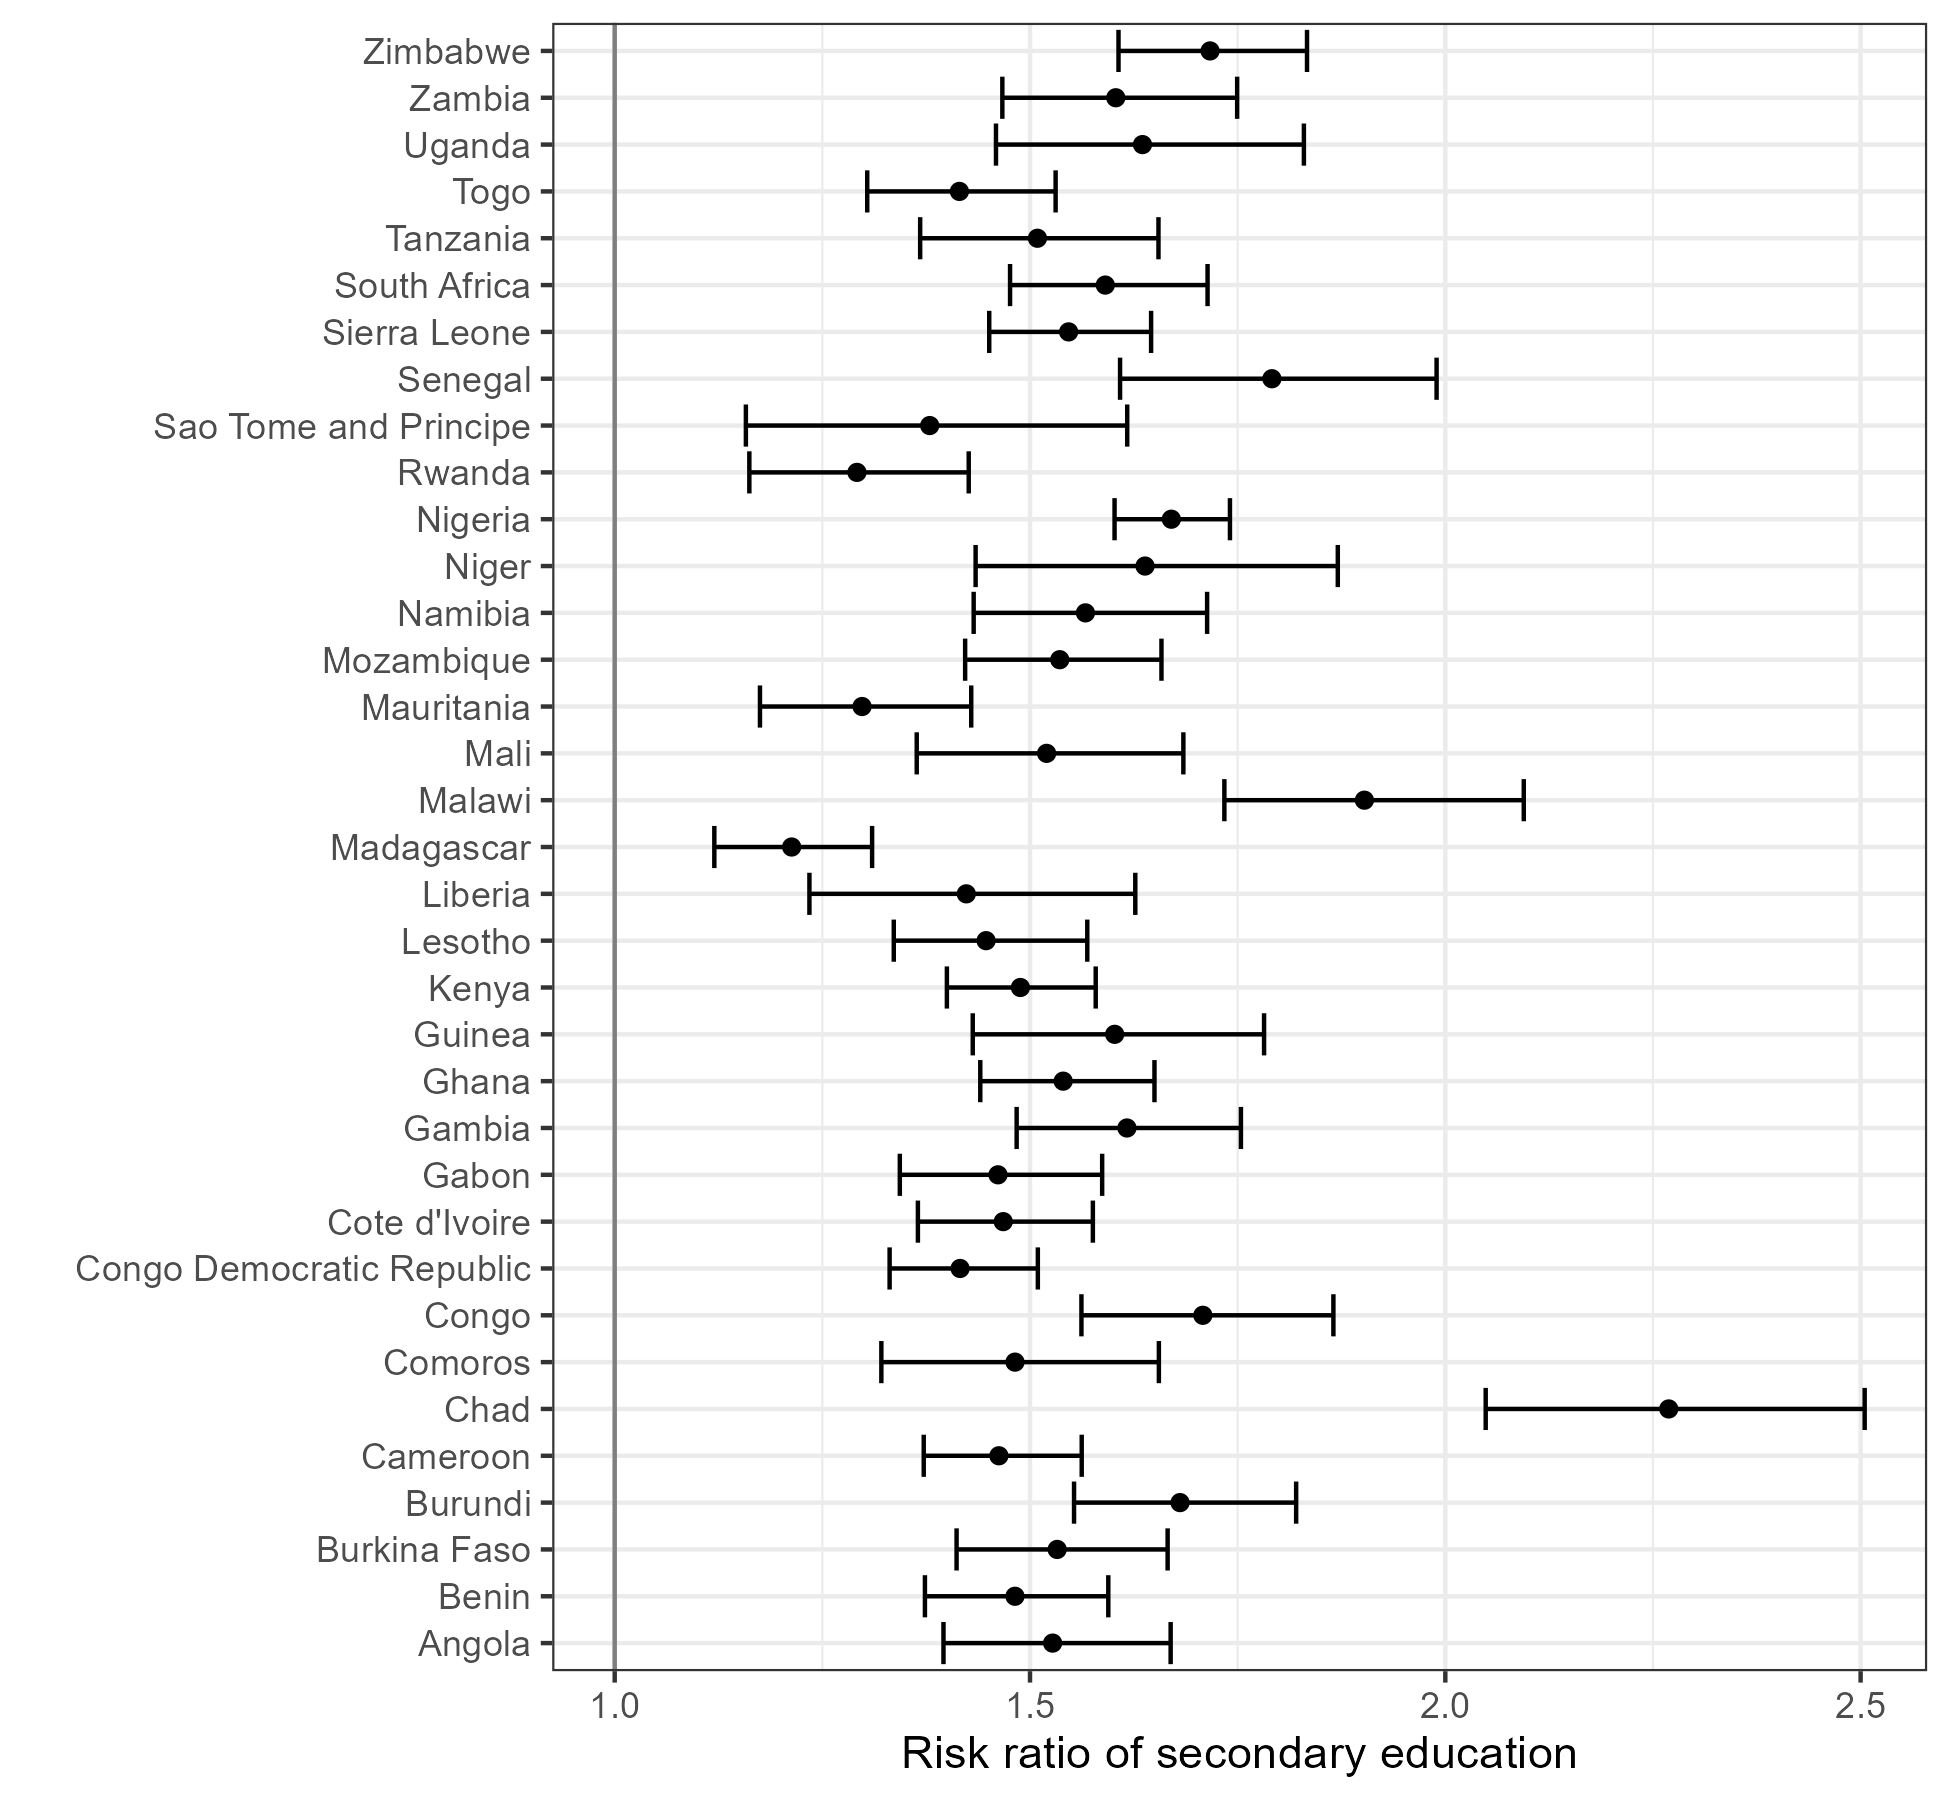 Zimbabwe
Zambia
Uganda
Togo
Tanzania
South Africa
Sierra Leone
Senegal
Sao Tome and Principe
Rwanda
Nigeria
Niger
Namibia
Mozambique
Mauritania
Mali
Malawi
Madagascar
Liberia
Lesotho
Kenya
Guinea
Ghana
Gambia
Gabon
Cote d'Ivoire
Congo Democratic Republic
Congo
Comoros
Chad
Cameroon
Burundi
Burkina Faso
Benin
Angola
1.0 1.5 2.0 2.5
Risk ratio of secondary education